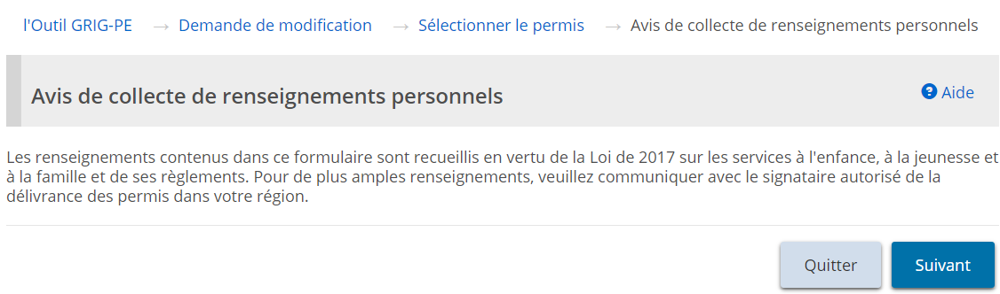 l'Outil GRIG-PE → Demande de modification → Sélectionner le permis → Avis de collecte de renseignements personnels
Avis de collecte de renseignements personnels
? Aide
Les renseignements contenus dans ce formulaire sont recueillis en vertu de la Loi de 2017 sur les services à l'enfance, à la jeunesse et
à la famille et de ses règlements. Pour de plus amples renseignements, veuillez communiquer avec le signataire autorisé de la
délivrance des permis dans votre région.
Quitter
Suivant